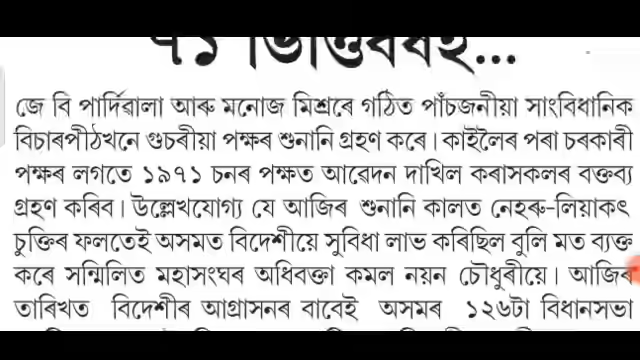 জে বি পাৰ্দিৱালা আৰু মনোজ মিশ্ৰৰে গঠিত পাঁচজনীয়া সাংবিধানিক
বিচাৰপীঠখনে গুচৰীয়া পক্ষৰ শুনানি গ্ৰহণ কৰে। কাইলৈৰ পৰা চৰকাৰী
পক্ষৰ লগতে ১৯৭১ চনৰ পক্ষত আৱেদন দাখিল কৰাসকলৰ বক্তব্য
গ্ৰহণ কৰিব। উল্লেখযোগ্য যে আজিৰ শুনানি কালত নেহৰু-লিয়াকৎ
চুক্তিৰ ফলতেই অসমত বিদেশীয়ে সুবিধা লাভ কৰিছিল বুলি মত ব্যক্ত
কৰে সন্মিলিত মহাসংঘৰ অধিবক্তা কমল নয়ন চৌধুৰীয়ে। আজিৰ
তাৰিখত বিদেশীৰ আগ্ৰাসনৰ বাবেই অসমৰ ১২৬টা বিধানসভা